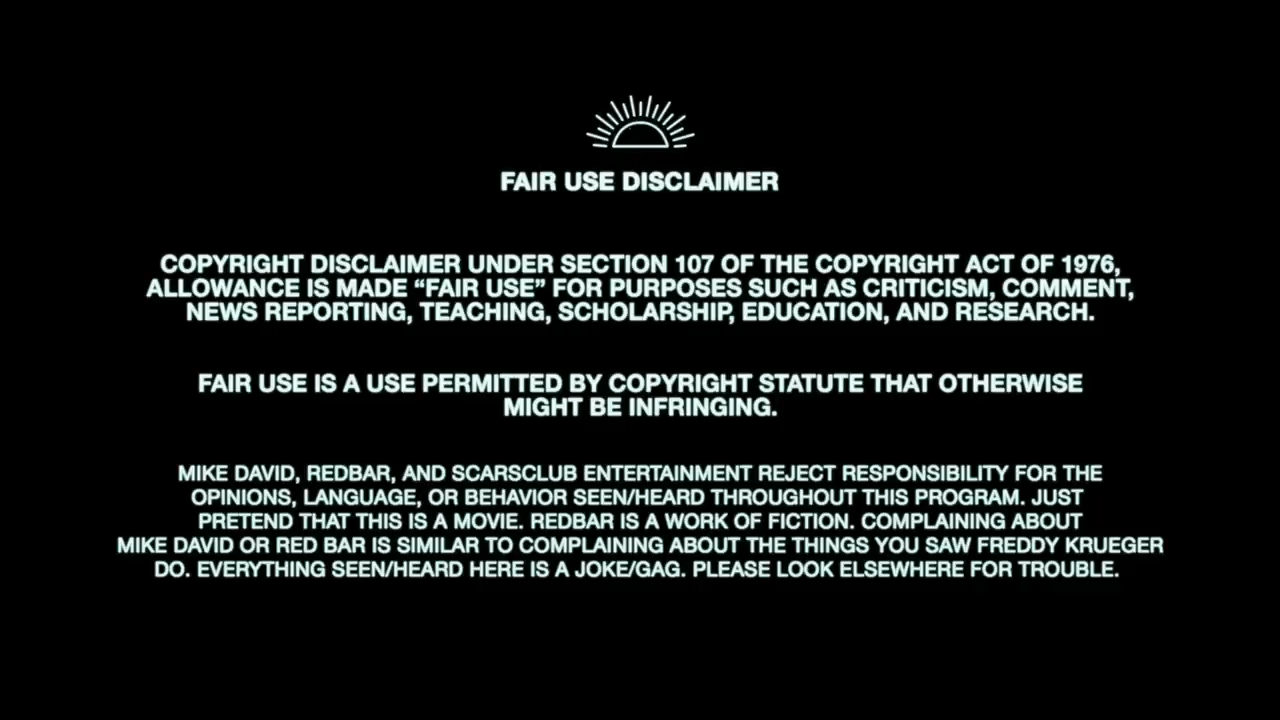 FAIR USE DISCLAIMER
COPYRIGHT DISCLAIMER UNDER SECTION 107 OF THE COPYRIGHT ACT OF 1976,
ALLOWANCE IS MADE “FAIR USE” FOR PURPOSES SUCH AS CRITICISM, COMMENT,
NEWS REPORTING, TEACHING, SCHOLARSHIP, EDUCATION, AND RESEARCH.
FAIR USE IS A USE PERMITTED BY COPYRIGHT STATUTE THAT OTHERWISE
MIGHT BE INFRINGING.
MIKE DAVID, REDBAR, AND SCARSCLUB ENTERTAINMENT REJECT RESPONSIBILITY FOR THE
OPINIONS, LANGUAGE, OR BEHAVIOR SEEN/HEARD THROUGHOUT THIS PROGRAM. JUST
PRETEND THAT THIS IS A MOVIE. REDBAR IS A WORK OF FICTION. COMPLAINING ABOUT
MIKE DAVID OR RED BAR IS SIMILAR TO COMPLAINING ABOUT THE THINGS YOU SAW FREDDY KRUEGER
DO. EVERYTHING SEEN/HEARD HERE IS A JOKE/GAG. PLEASE LOOK ELSEWHERE FOR TROUBLE.